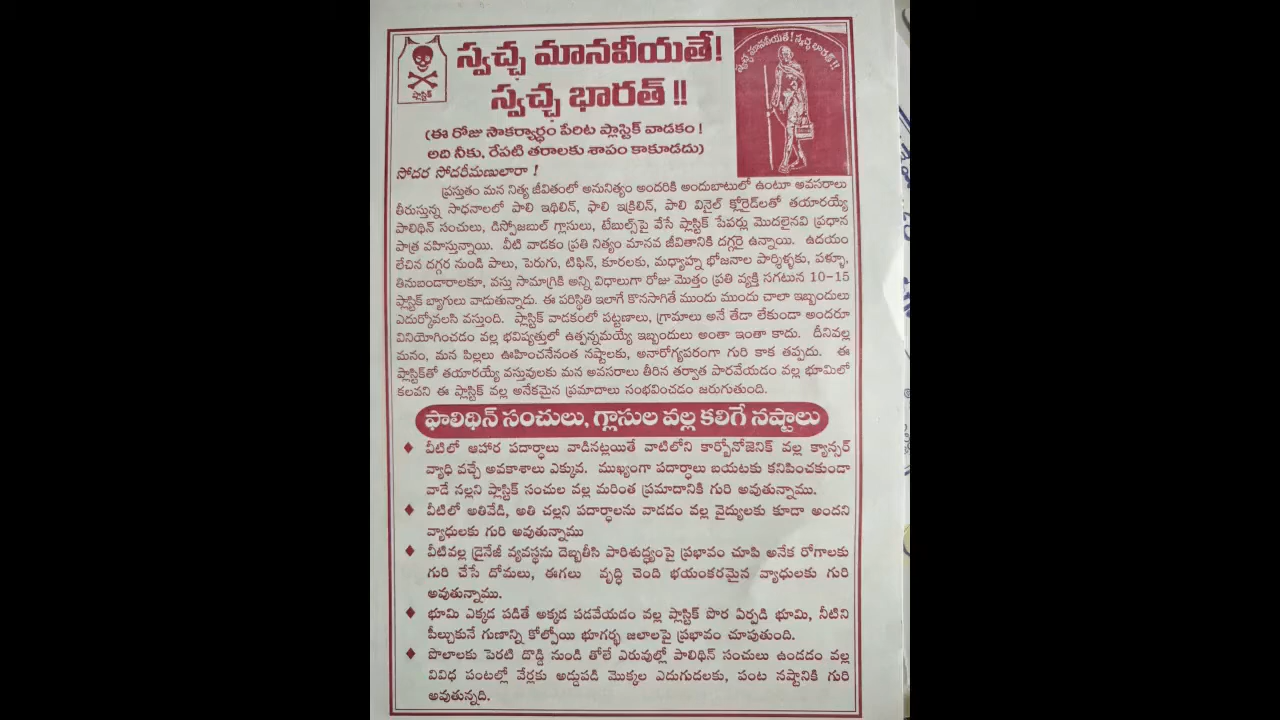 స్వచ్ఛ మానవీయతే!
స్వచ్ఛ భారత్ !!
ప్లాస్టిక్
స్వచ్ఛ మానవీయతే! స్వచ్ఛ భారత్!!
(ఈ రోజు సౌకర్యార్థం పేరిట ప్లాస్టిక్ వాడకం !
అది నీకు, రేపటి తరాలకు శాపం కాకూడదు)
సోదర సోదరీమణులారా !
ప్రస్తుతం మన నిత్య జీవితంలో అనునిత్యం అందరికి అందుబాటులో ఉంటూ అవసరాలు
తీరుస్తున్న సాధనాలలో పాలి ఇథిలిన్, ఫాలి ఇక్రిలిన్, పాలి వినైల్ క్లోరైడ్‌లతో తయారయ్యే
పాలిథిన్ సంచులు, డిస్పోజబుల్ గ్లాసులు, టేబుల్స్‌పై వేసే ప్లాస్టిక్ పేపర్లు మొదలైనవి ప్రధాన
పాత్ర వహిస్తున్నాయి. వీటి వాడకం ప్రతి నిత్యం మానవ జీవితానికి దగ్గరై ఉన్నాయి. ఉదయం
లేచిన దగ్గర నుండి పాలు, పెరుగు, టిఫిన్, కూరలకు, మధ్యాహ్న భోజనాల పార్శిళ్ళకు, పళ్ళూ,
తినుబండారాలకూ, వస్తు సామాగ్రికి అన్ని విధాలుగా రోజు మొత్తం ప్రతి వ్యక్తి సగటున 10-15
ప్లాస్టిక్ బ్యాగులు వాడుతున్నాడు. ఈ పరిస్థితి ఇలాగే కొనసాగితే ముందు ముందు చాలా ఇబ్బందులు
ఎదుర్కోవలసి వస్తుంది. ప్లాస్టిక్ వాడకంలో పట్టణాలు, గ్రామాలు అనే తేడా లేకుండా అందరూ
వినియోగించడం వల్ల భవిష్యత్తులో ఉత్పన్నమయ్యే ఇబ్బందులు అంతా ఇంతా కాదు. దీనివల్ల
మనం, మన పిల్లలు ఊహించనేనంత నష్టాలకు, అనారోగ్యవరంగా గురి కాక తప్పదు. ఈ
ప్లాస్టిక్‌తో తయారయ్యే వస్తువులకు మన అవసరాలు తీరిన తర్వాత పారవేయడం వల్ల భూమిలో
కలవని ఈ ప్లాస్టిక్ వల్ల అనేకమైన ప్రమాదాలు సంభవించడం జరుగుతుంది.
ఫాలిథిన్ సంచులు, గ్లాసుల వల్ల కలిగే నష్టాలు
♦ వీటిలో ఆహార పదార్థాలు వాడినట్లయితే వాటిలోని కార్బోనోజెనిక్ వల్ల క్యాన్సర్
వ్యాధి వచ్చే అవకాశాలు ఎక్కువ. ముఖ్యంగా పదార్థాలు బయటకు కనిపించకుండా
వాడే నల్లని ప్లాస్టిక్ సంచుల వల్ల మరింత ప్రమాదానికి గురి అవుతున్నాము.
♦ వీటిలో అతివేడి, అతి చల్లని పదార్థాలను వాడడం వల్ల వైద్యులకు కూడా అందని
వ్యాధులకు గురి అవుతున్నాము
♦ వీటివల్ల డ్రైనేజీ వ్యవస్థను దెబ్బతీసి పారిశుద్ధ్యంపై ప్రభావం చూపి అనేక రోగాలకు
గురి చేసే దోమలు, ఈగలు వృద్ధి చెంది భయంకరమైన వ్యాధులకు గురి
అవుతున్నాము.
♦ భూమి ఎక్కడ పడితే అక్కడ పడవేయడం వల్ల ప్లాస్టిక్ పొర ఏర్పడి భూమి, నీటిని
పీల్చుకునే గుణాన్ని కోల్పోయి భూగర్భ జలాలపై ప్రభావం చూపుతుంది.
♦ పొలాలకు పెరటి దొడ్డి నుండి తోలే ఎరువుల్లో పాలిథిన్ సంచులు ఉండడం వల్ల
వివిధ పంటల్లో వేర్లకు అడ్డుపడి మొక్కల ఎదుగుదలకు, పంట నష్టానికి గురి
అవుతున్నది.